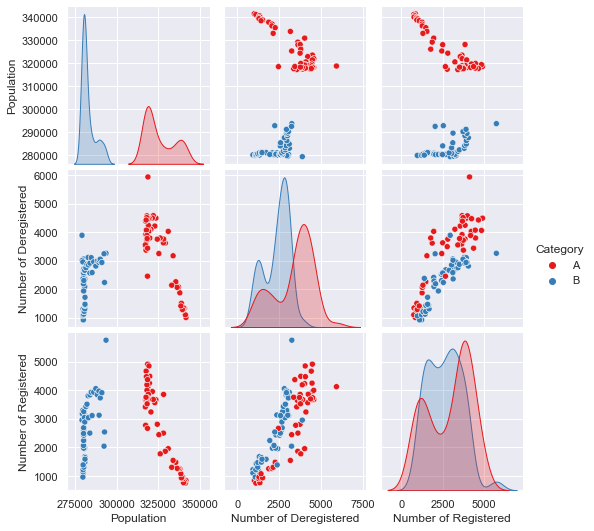 340000
330000
320000
310000
300000
290000
280000
Population
6000
5000
4000
3000
2000
1000
Number of Deregistered
Category
A
B
5000
4000
3000
2000
1000
Number of Registered
275000 300000 325000 350000
Population
0 2500 5000 7500
Number of Deregistered
0 2500 5000
Number of Registered